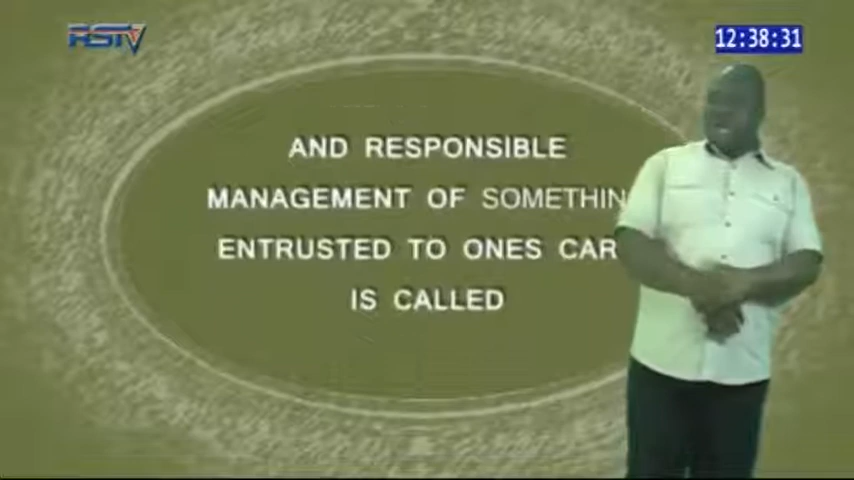 RSTV
12:38:31
AND RESPONSIBLE
MANAGEMENT OF SOMETHIN
ENTRUSTED TO ONES CAR
IS CALLED